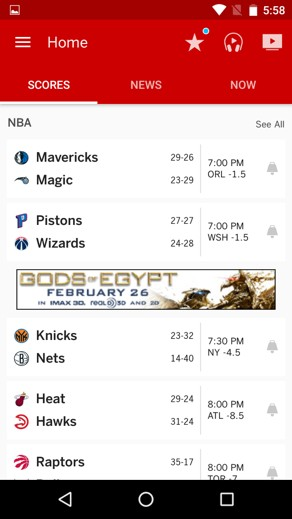 5:58
Home
SCORES NEWS NOW
NBA See All
Mavericks 29-26 7:00 PM
Magic 23-29 ORL -1.5
Pistons 27-27 7:00 PM
Wizards 24-28 WSH -1.5
GODS OF EGYPT
FEBRUARY 26
IN IMAX 3D, REALD 3D AND 2D
Knicks 23-32 7:30 PM
Nets 14-40 NY -4.5
Heat 29-24 8:00 PM
Hawks 31-24 ATL -8.5
Raptors 35-17 8:00 PM
TOR -7